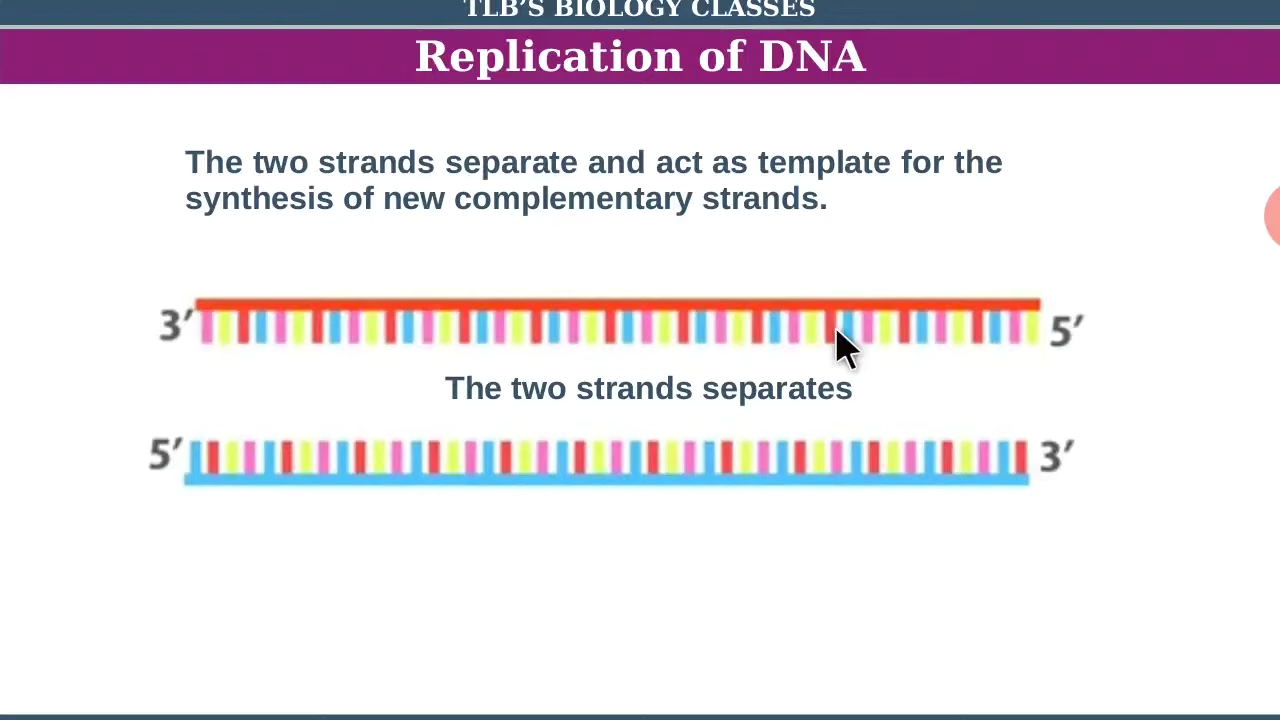 TLB’S BIOLOGY CLASSES
Replication of DNA
The two strands separate and act as template for the
synthesis of new complementary strands.
3′ 5′
The two strands separates
5′ 3′